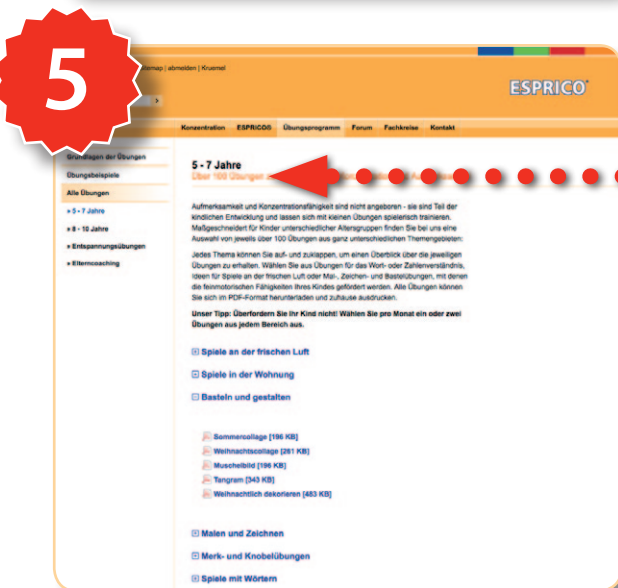 5
sitemap | abmelden | Kruemel
ESPRICO
Konzentration ESPRICO® Übungsprogramm Forum Fachkreise Kontakt
Grundlagen der Übungen
Übungsbeispiele
Alle Übungen
» 5 - 7 Jahre
» 8 - 10 Jahre
» Entspannungsübungen
» Elterncoaching
5 - 7 Jahre
Über 100 Übungen
Aufmerksamkeit und Konzentrationsfähigkeit sind nicht angeboren - sie sind Teil der
kindlichen Entwicklung und lassen sich mit kleinen Übungen spielerisch trainieren.
Maßgeschneidert für Kinder unterschiedlicher Altersgruppen finden Sie bei uns eine
Auswahl von jeweils über 100 Übungen aus ganz unterschiedlichen Themengebieten:
Jedes Thema können Sie auf- und zuklappen, um einen Überblick über die jeweiligen
Übungen zu erhalten. Wählen Sie aus Übungen für das Wort- oder Zahlenverständnis,
Ideen für Spiele an der frischen Luft oder Mal-, Zeichen- und Bastelübungen, mit denen
die feinmotorischen Fähigkeiten Ihres Kindes gefördert werden. Alle Übungen können
Sie sich im PDF-Format herunterladen und zuhause ausdrucken.
Unser Tipp: Überfordern Sie Ihr Kind nicht! Wählen Sie pro Monat ein oder zwei
Übungen aus jedem Bereich aus.
Spiele an der frischen Luft
Spiele in der Wohnung
Basteln und gestalten
Sommercollage [196 KB]
Weihnachtscollage [281 KB]
Muschelbild [196 KB]
Tangram [343 KB]
Weihnachtlich dekorieren [483 KB]
Malen und Zeichnen
Merk- und Knobelübungen
Spiele mit Wörtern